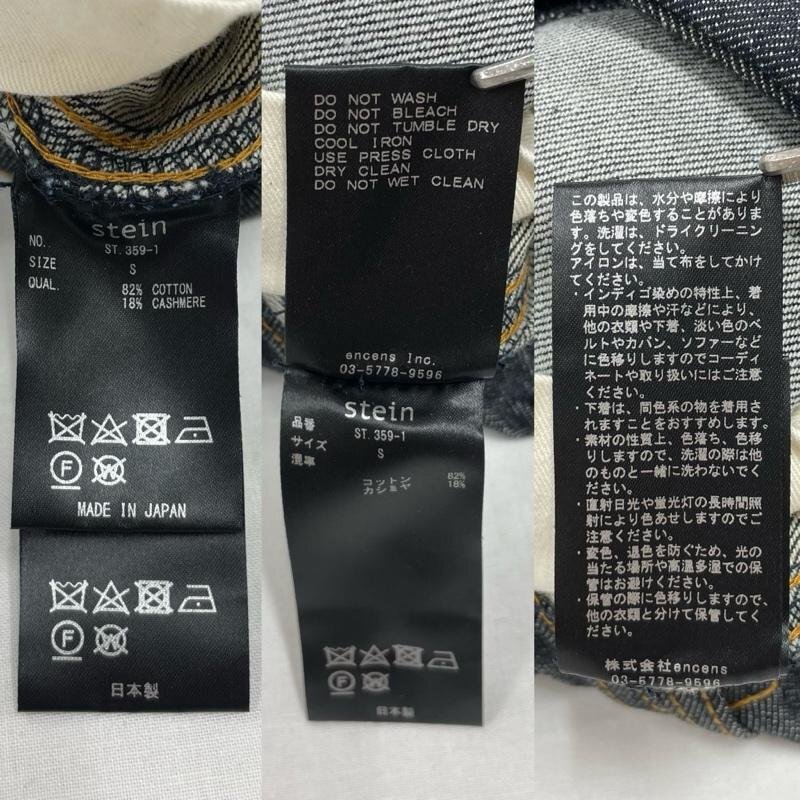 stein
NO. ST. 359-1
SIZE S
QUAL. 82% COTTON
18% CASHMERE
F W
MADE IN JAPAN
F W
日本製
DO NOT WASH
DO NOT BLEACH
DO NOT TUMBLE DRY
COOL IRON
USE PRESS CLOTH
DRY CLEAN
DO NOT WET CLEAN
encens Inc.
03-5778-9596
stein
品番 ST. 359-1
サイズ S
混率
コットン 82%
カシミヤ 18%
F W
日本製
この製品は、水分や摩擦により
色落ちや変色することがありま
す。洗濯は、ドライクリーニン
グをしてください。
アイロンは、当て布をしてかけ
てください。
・インディゴ染めの特性上、着
用中の摩擦や汗などにより、
他の衣類や下着、淡い色のベ
ルトやカバン、ソファーなど
に色移りしますのでコーディ
ネートや取り扱いにはご注意
ください。
・下着は、同色系の物を着用さ
れますことをおすすめします。
・素材の性質上、色落ち、色移
りしますので、洗濯の際は他
のものと一緒に洗わないでく
ださい。
・直射日光や蛍光灯の長時間照
射により色あせしますのでご
注意ください。
・変色、退色を防ぐため、光の
当たる場所や高温多湿での保
管はお避けください。
・保管の際に色移りしますので、
他の衣類と分けて保管してく
ださい。
株式会社encens
03-5778-9596